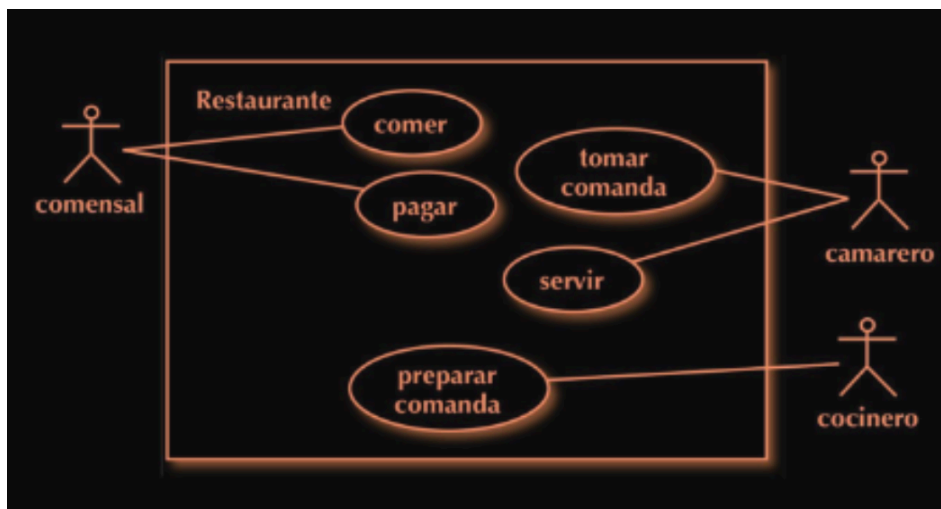 Restaurante
comer
tomar
comanda
comensal
pagar
camarero
servir
preparar
comanda
cocinero